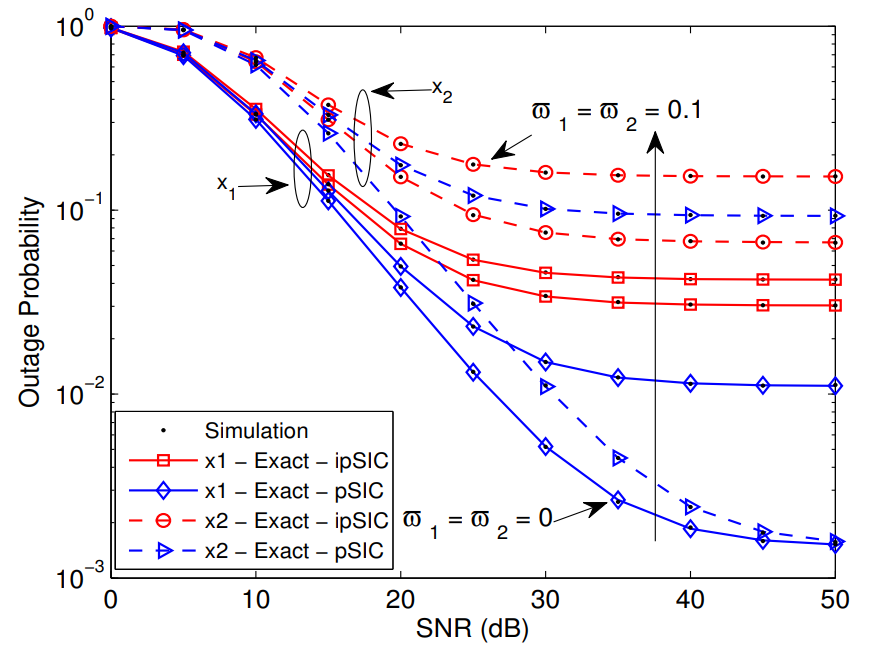 10^0
x_2
ϖ_1 = ϖ_2 = 0.1
10^-1
x_1
Outage Probability
10^-2
Simulation
x1 − Exact − ipSIC
x1 − Exact − pSIC
x2 − Exact − ipSIC
x2 − Exact − pSIC
ϖ_1 = ϖ_2 = 0
10^-3
0 10 20 30 40 50
SNR (dB)